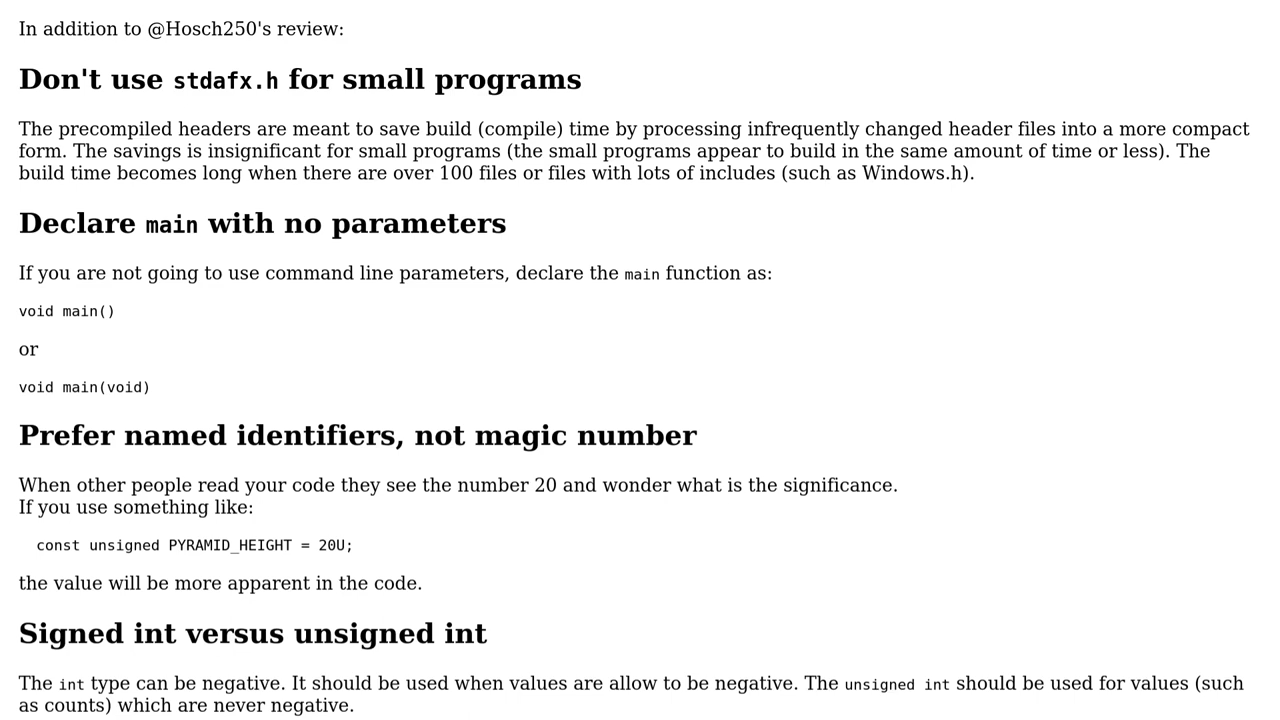 In addition to @Hosch250's review:
Don't use stdafx.h for small programs
The precompiled headers are meant to save build (compile) time by processing infrequently changed header files into a more compact
form. The savings is insignificant for small programs (the small programs appear to build in the same amount of time or less). The
build time becomes long when there are over 100 files or files with lots of includes (such as Windows.h).
Declare main with no parameters
If you are not going to use command line parameters, declare the main function as:
void main()
or
void main(void)
Prefer named identifiers, not magic number
When other people read your code they see the number 20 and wonder what is the significance.
If you use something like:
const unsigned PYRAMID_HEIGHT = 20U;
the value will be more apparent in the code.
Signed int versus unsigned int
The int type can be negative. It should be used when values are allow to be negative. The unsigned int should be used for values (such
as counts) which are never negative.